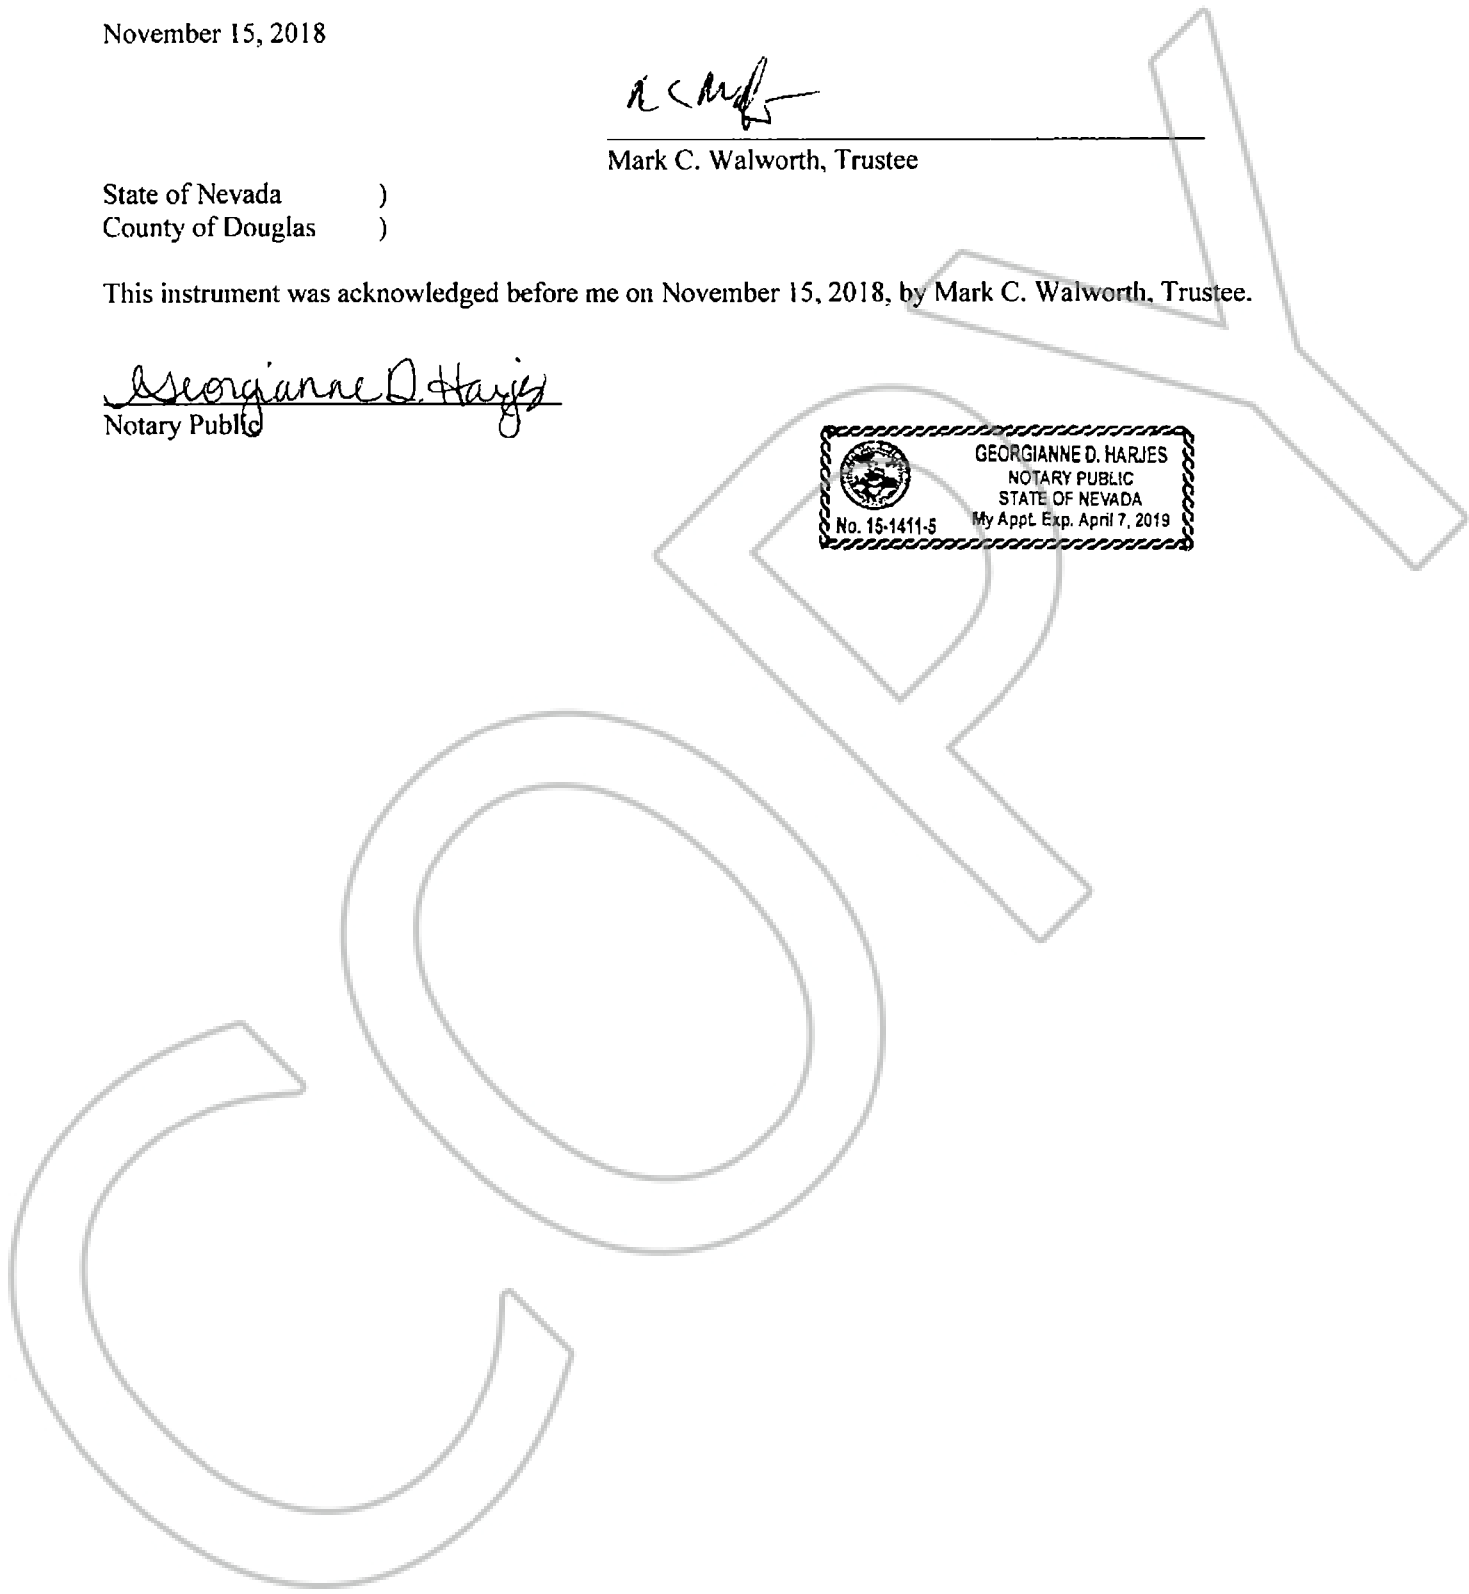 November 15, 2018
Mark C. Walworth, Trustee
State of Nevada )
County of Douglas )
This instrument was acknowledged before me on November 15, 2018, by Mark C. Walworth, Trustee.
Georgianne D. Harjes
Notary Public
GEORGIANNE D. HARJES
NOTARY PUBLIC
STATE OF NEVADA
No. 15-1411-5 My Appt. Exp. April 7, 2019
COPY